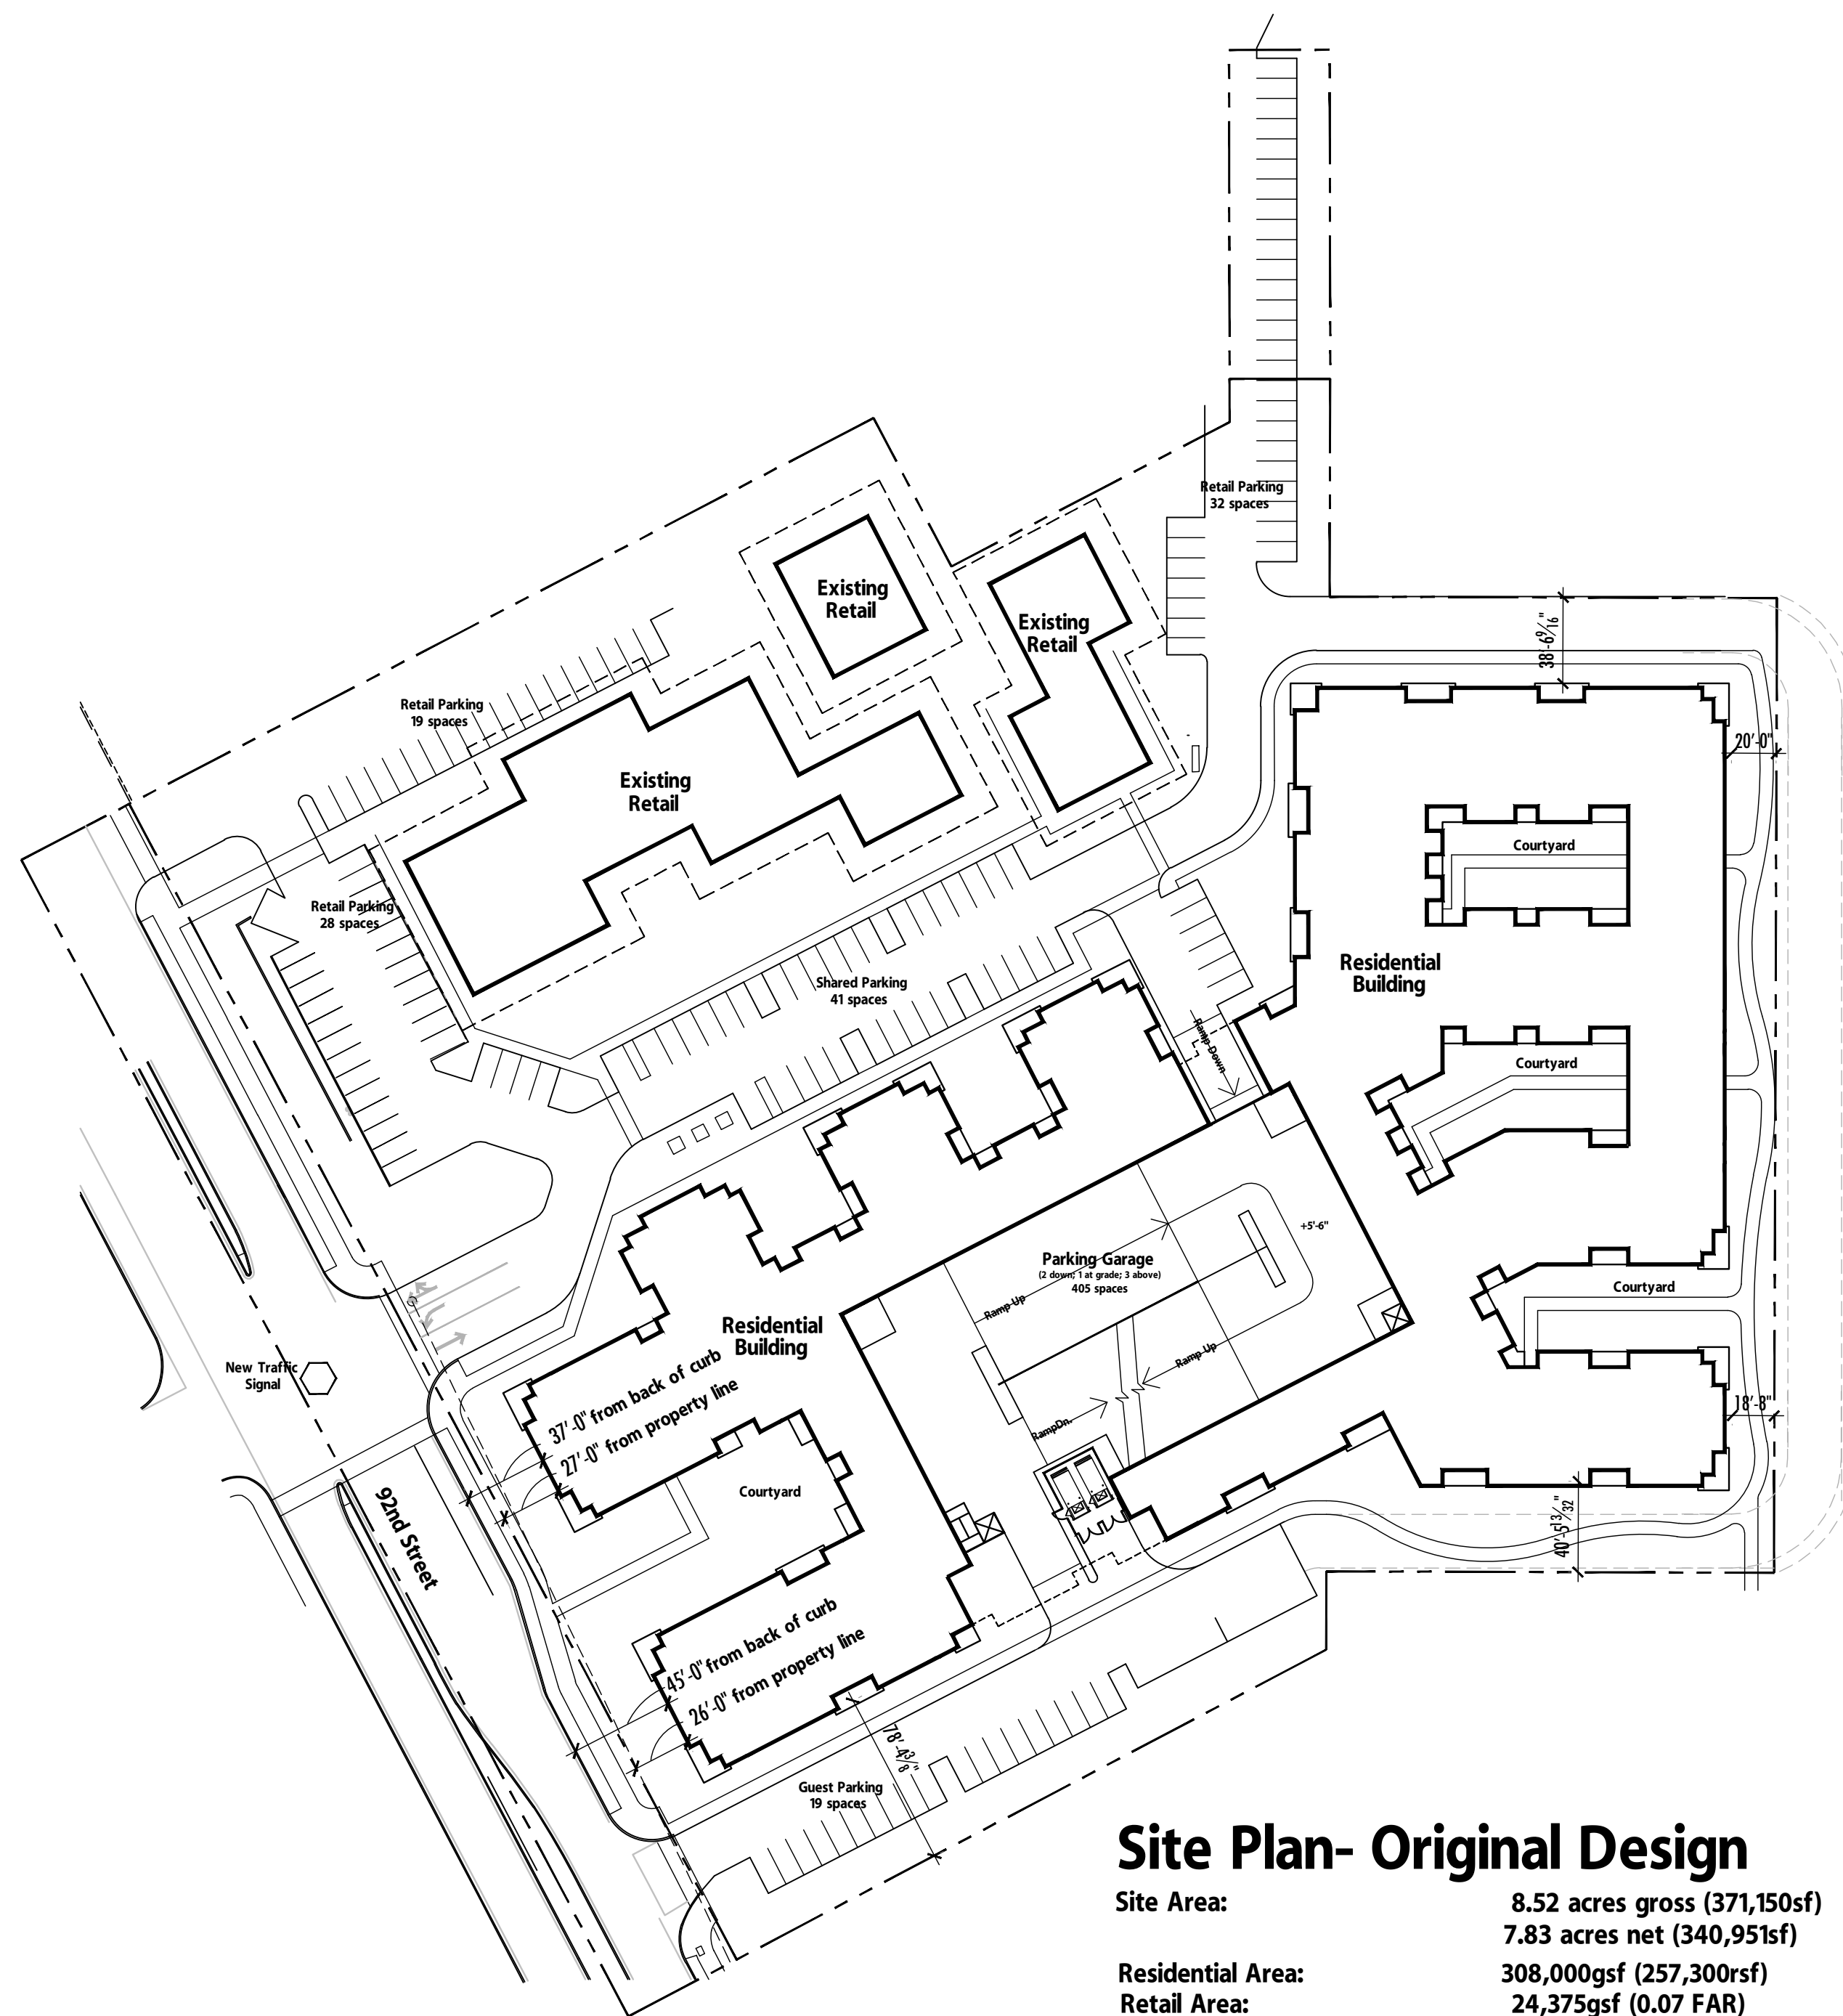 Retail Parking
32 spaces
Existing
Retail
Existing
Retail
38'-6 9/16"
Retail Parking
19 spaces
20'-0"
Existing
Retail
Courtyard
Retail Parking
28 spaces
Residential
Building
Shared Parking
41 spaces
Ramp Down
Courtyard
+5'-6"
Parking Garage
(2 down; 1 at grade; 3 above)
405 spaces
Ramp Up
Courtyard
Residential
Building
Ramp Up
New Traffic
Signal
37'-0" from back of curb
27'-0" from property line
RampDn.
18'-8"
Courtyard
92nd Street
40'-5 13/32"
45'-0" from back of curb
26'-0" from property line
78'-4 3/8"
Guest Parking
19 spaces
Site Plan- Original Design
Site Area: 8.52 acres gross (371,150sf)
7.83 acres net (340,951sf)
Residential Area: 308,000gsf (257,300rsf)
Retail Area: 24,375gsf (0.07 FAR)